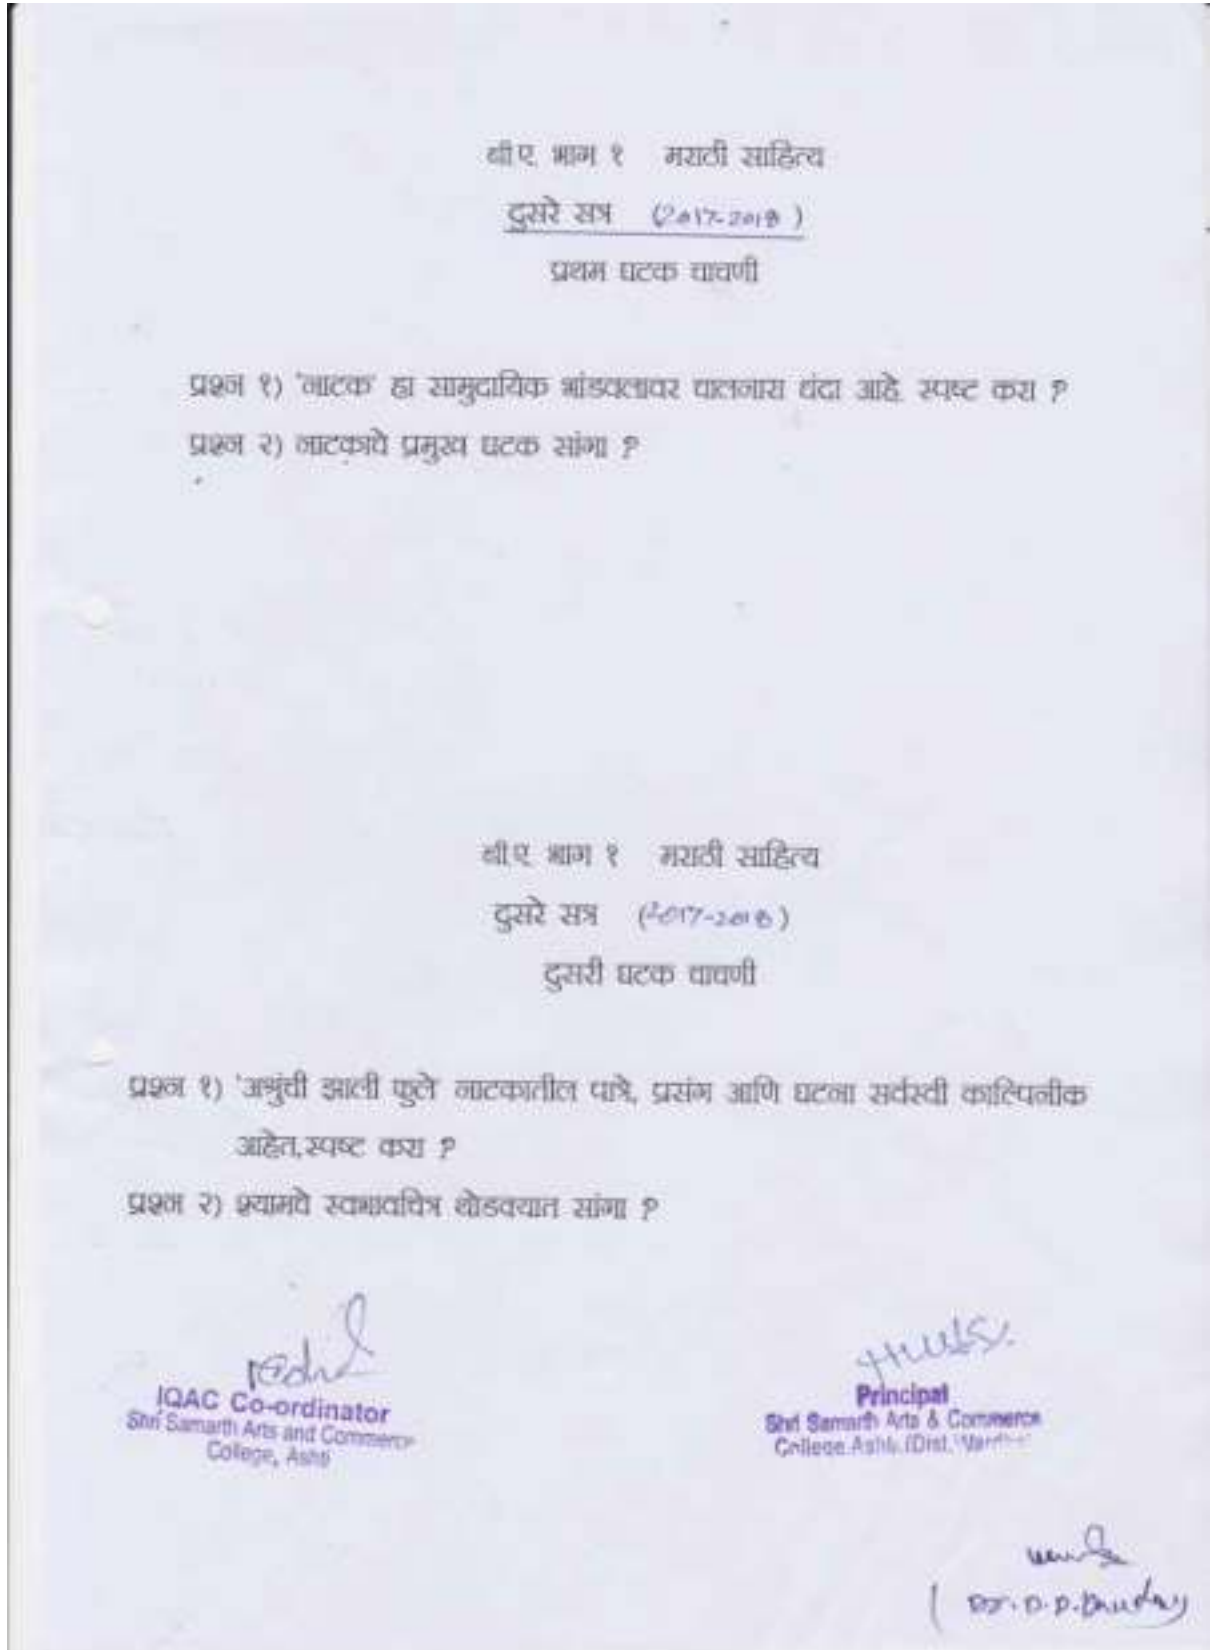 बी.ए. भाग १ मराठी साहित्य
दुसरे सत्र (2017-2018)
प्रथम घटक चाचणी
प्रश्न १) 'नाटक' हा सामुदायिक भांडवलावर चालनारा धंदा आहे. स्पष्ट करा ?
प्रश्न २) नाटकाचे प्रमुख घटक सांगा ?
बी.ए. भाग १ मराठी साहित्य
दुसरे सत्र (2017-2018)
दुसरी घटक चाचणी
प्रश्न १) 'अश्रुंची झाली फुले' नाटकातील पात्रे, प्रसंग आणि घटना सर्वस्वी काल्पिनीक
आहेत,स्पष्ट करा ?
प्रश्न २) श्यामचे स्वभावचित्र थोडक्यात सांगा ?
IQAC Co-ordinator
Shri Samarth Arts and Commerce
College, Ashti
Principal
Shri Samarth Arts & Commerce
College Ashti (Dist. Wardha
(Dr. D. P.